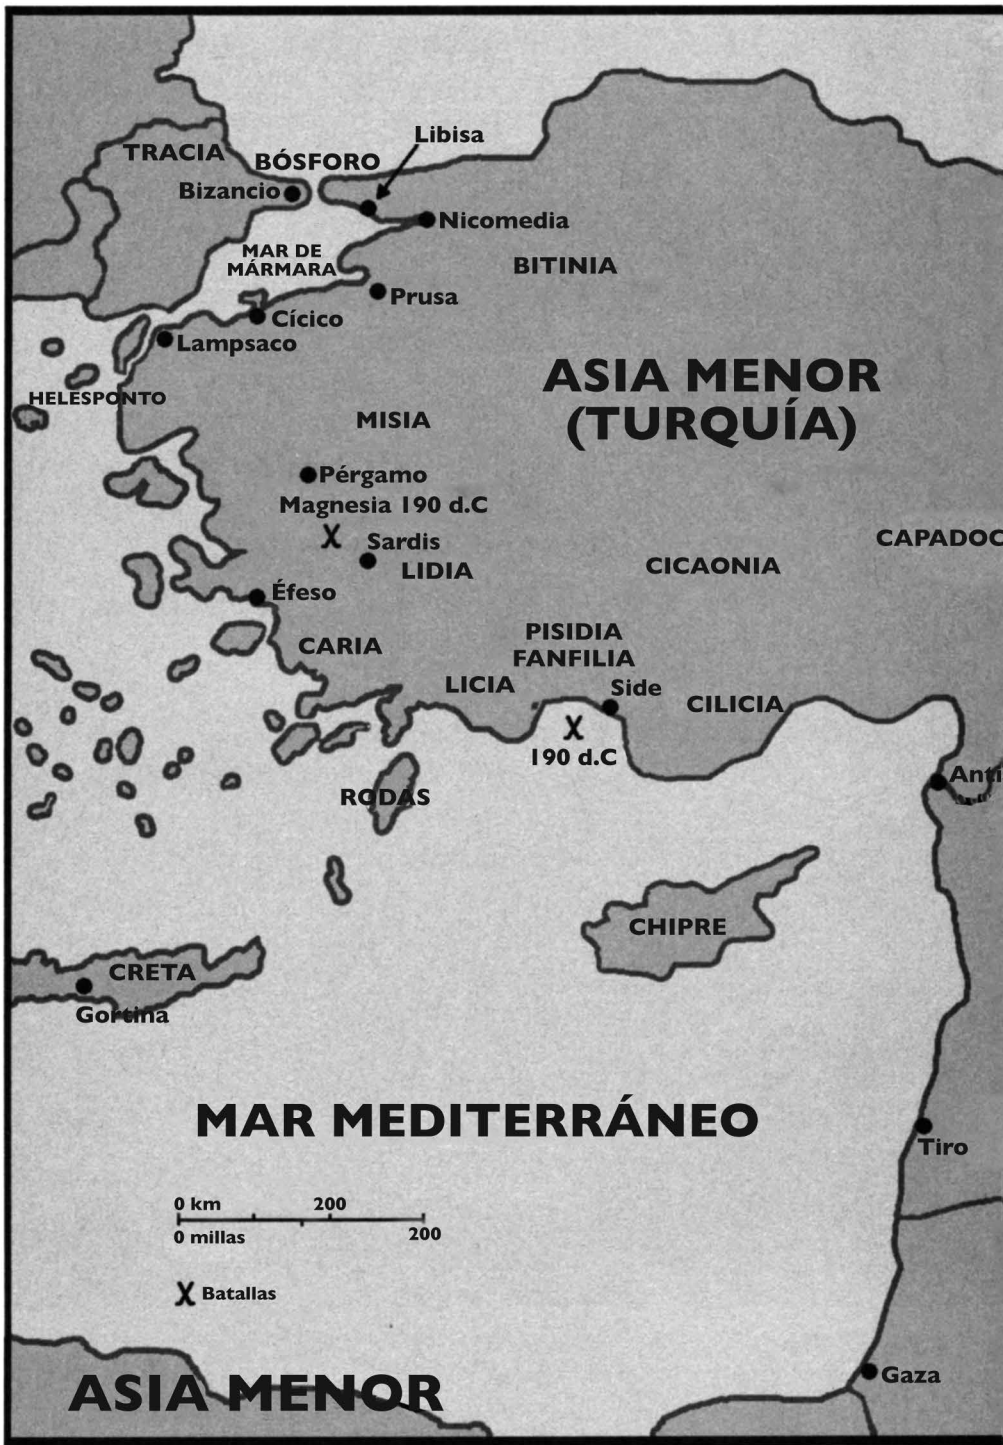 Libisa
TRACIA
BÓSFORO
Bizancio
Nicomedia
MAR DE
MÁRMARA
BITINIA
Prusa
Cícico
Lampsaco
ASIA MENOR
(TURQUÍA)
HELESPONTO
MISIA
Pérgamo
Magnesia 190 d.C
X
Sardis
CAPADOC
LIDIA
CICAONIA
Éfeso
PISIDIA
FANFILIA
CARIA
LICIA
Side
CILICIA
X
190 d.C
Anti
RODAS
CHIPRE
CRETA
Gortina
MAR MEDITERRÁNEO
Tiro
0 km 200
0 millas 200
X Batallas
Gaza
ASIA MENOR